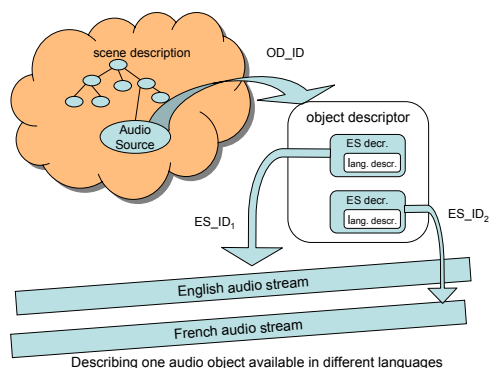 scene description
OD_ID
Audio
Source
object descriptor
ES decr.
lang. descr.
ES decr.
lang. descr.
ES_ID1
ES_ID2
English audio stream
French audio stream
Describing one audio object available in different languages